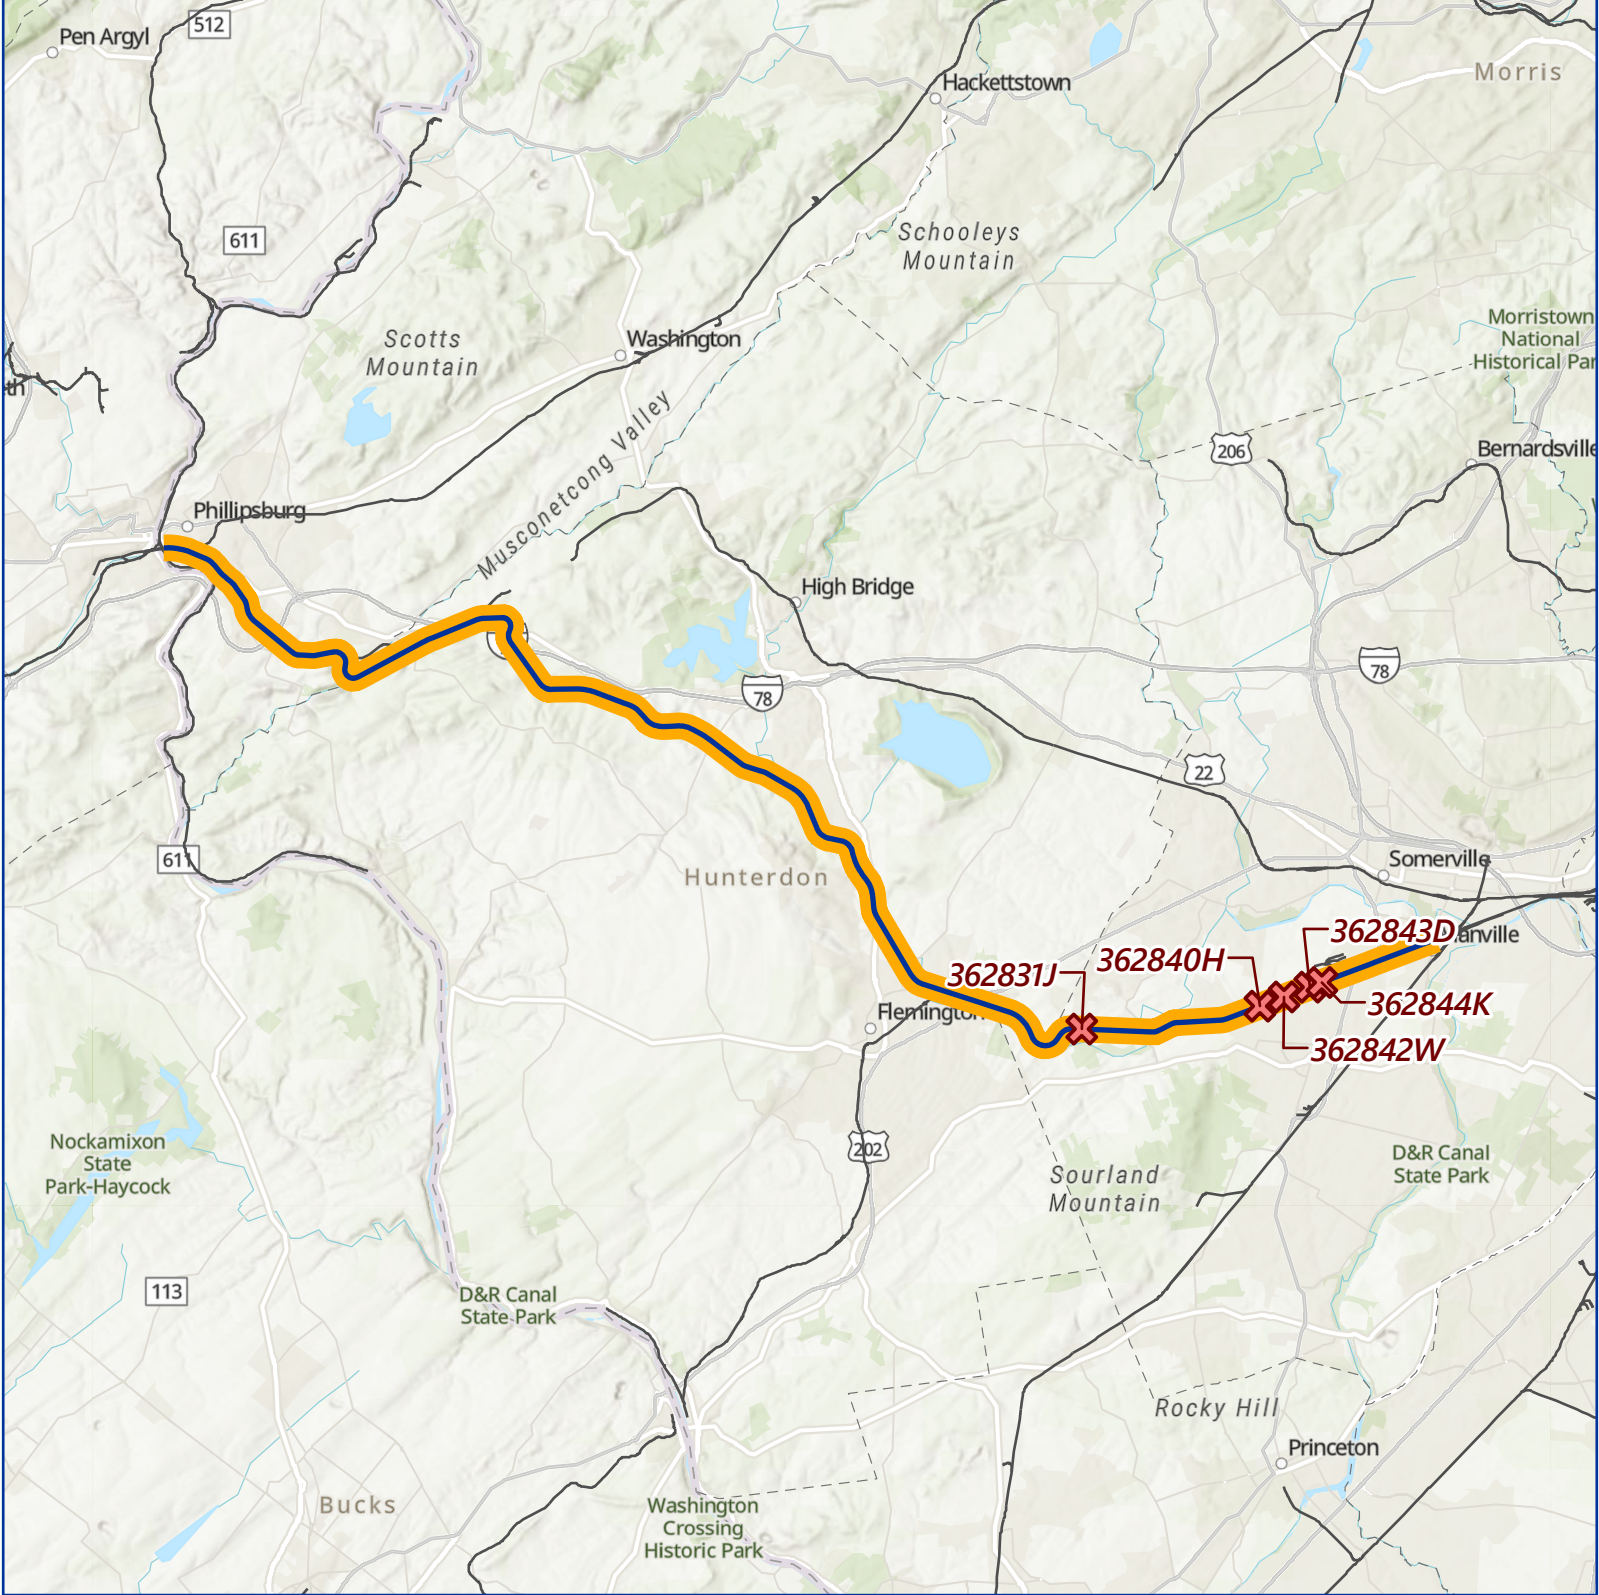 512
Pen Argyl
Hackettstown
Morris
611
Schooleys
Mountain
Scotts
Mountain
Washington
Morristown
National
Historical Par
th
Musconetcong Valley
206
Bernardsville
Phillipsburg
High Bridge
78
78
22
611
Somerville
Hunterdon
362843D
anville
362840H
362831J
362844K
Flemington
362842W
Nockamixon
State
Park-Haycock
202
D&R Canal
State Park
Sourland
Mountain
113
D&R Canal
State Park
Rocky Hill
Princeton
Bucks
Washington
Crossing
Historic Park